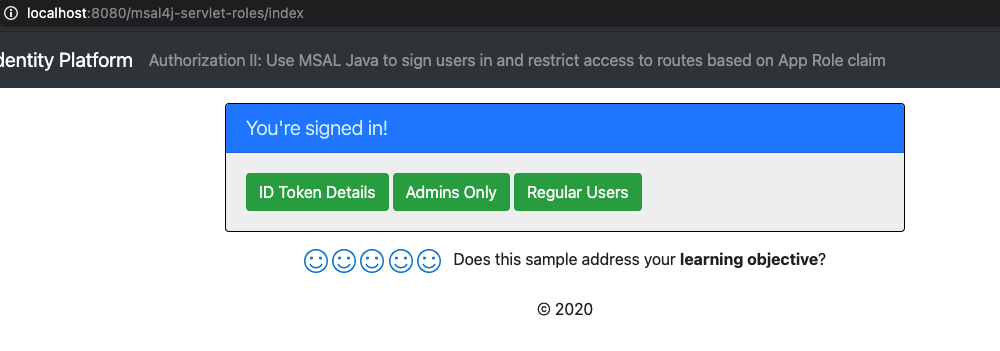 localhost:8080/msal4j-servlet-roles/index
dentity Platform Authorization II: Use MSAL Java to sign users in and restrict access to routes based on App Role claim
You're signed in!
ID Token Details Admins Only Regular Users
Does this sample address your learning objective?
© 2020